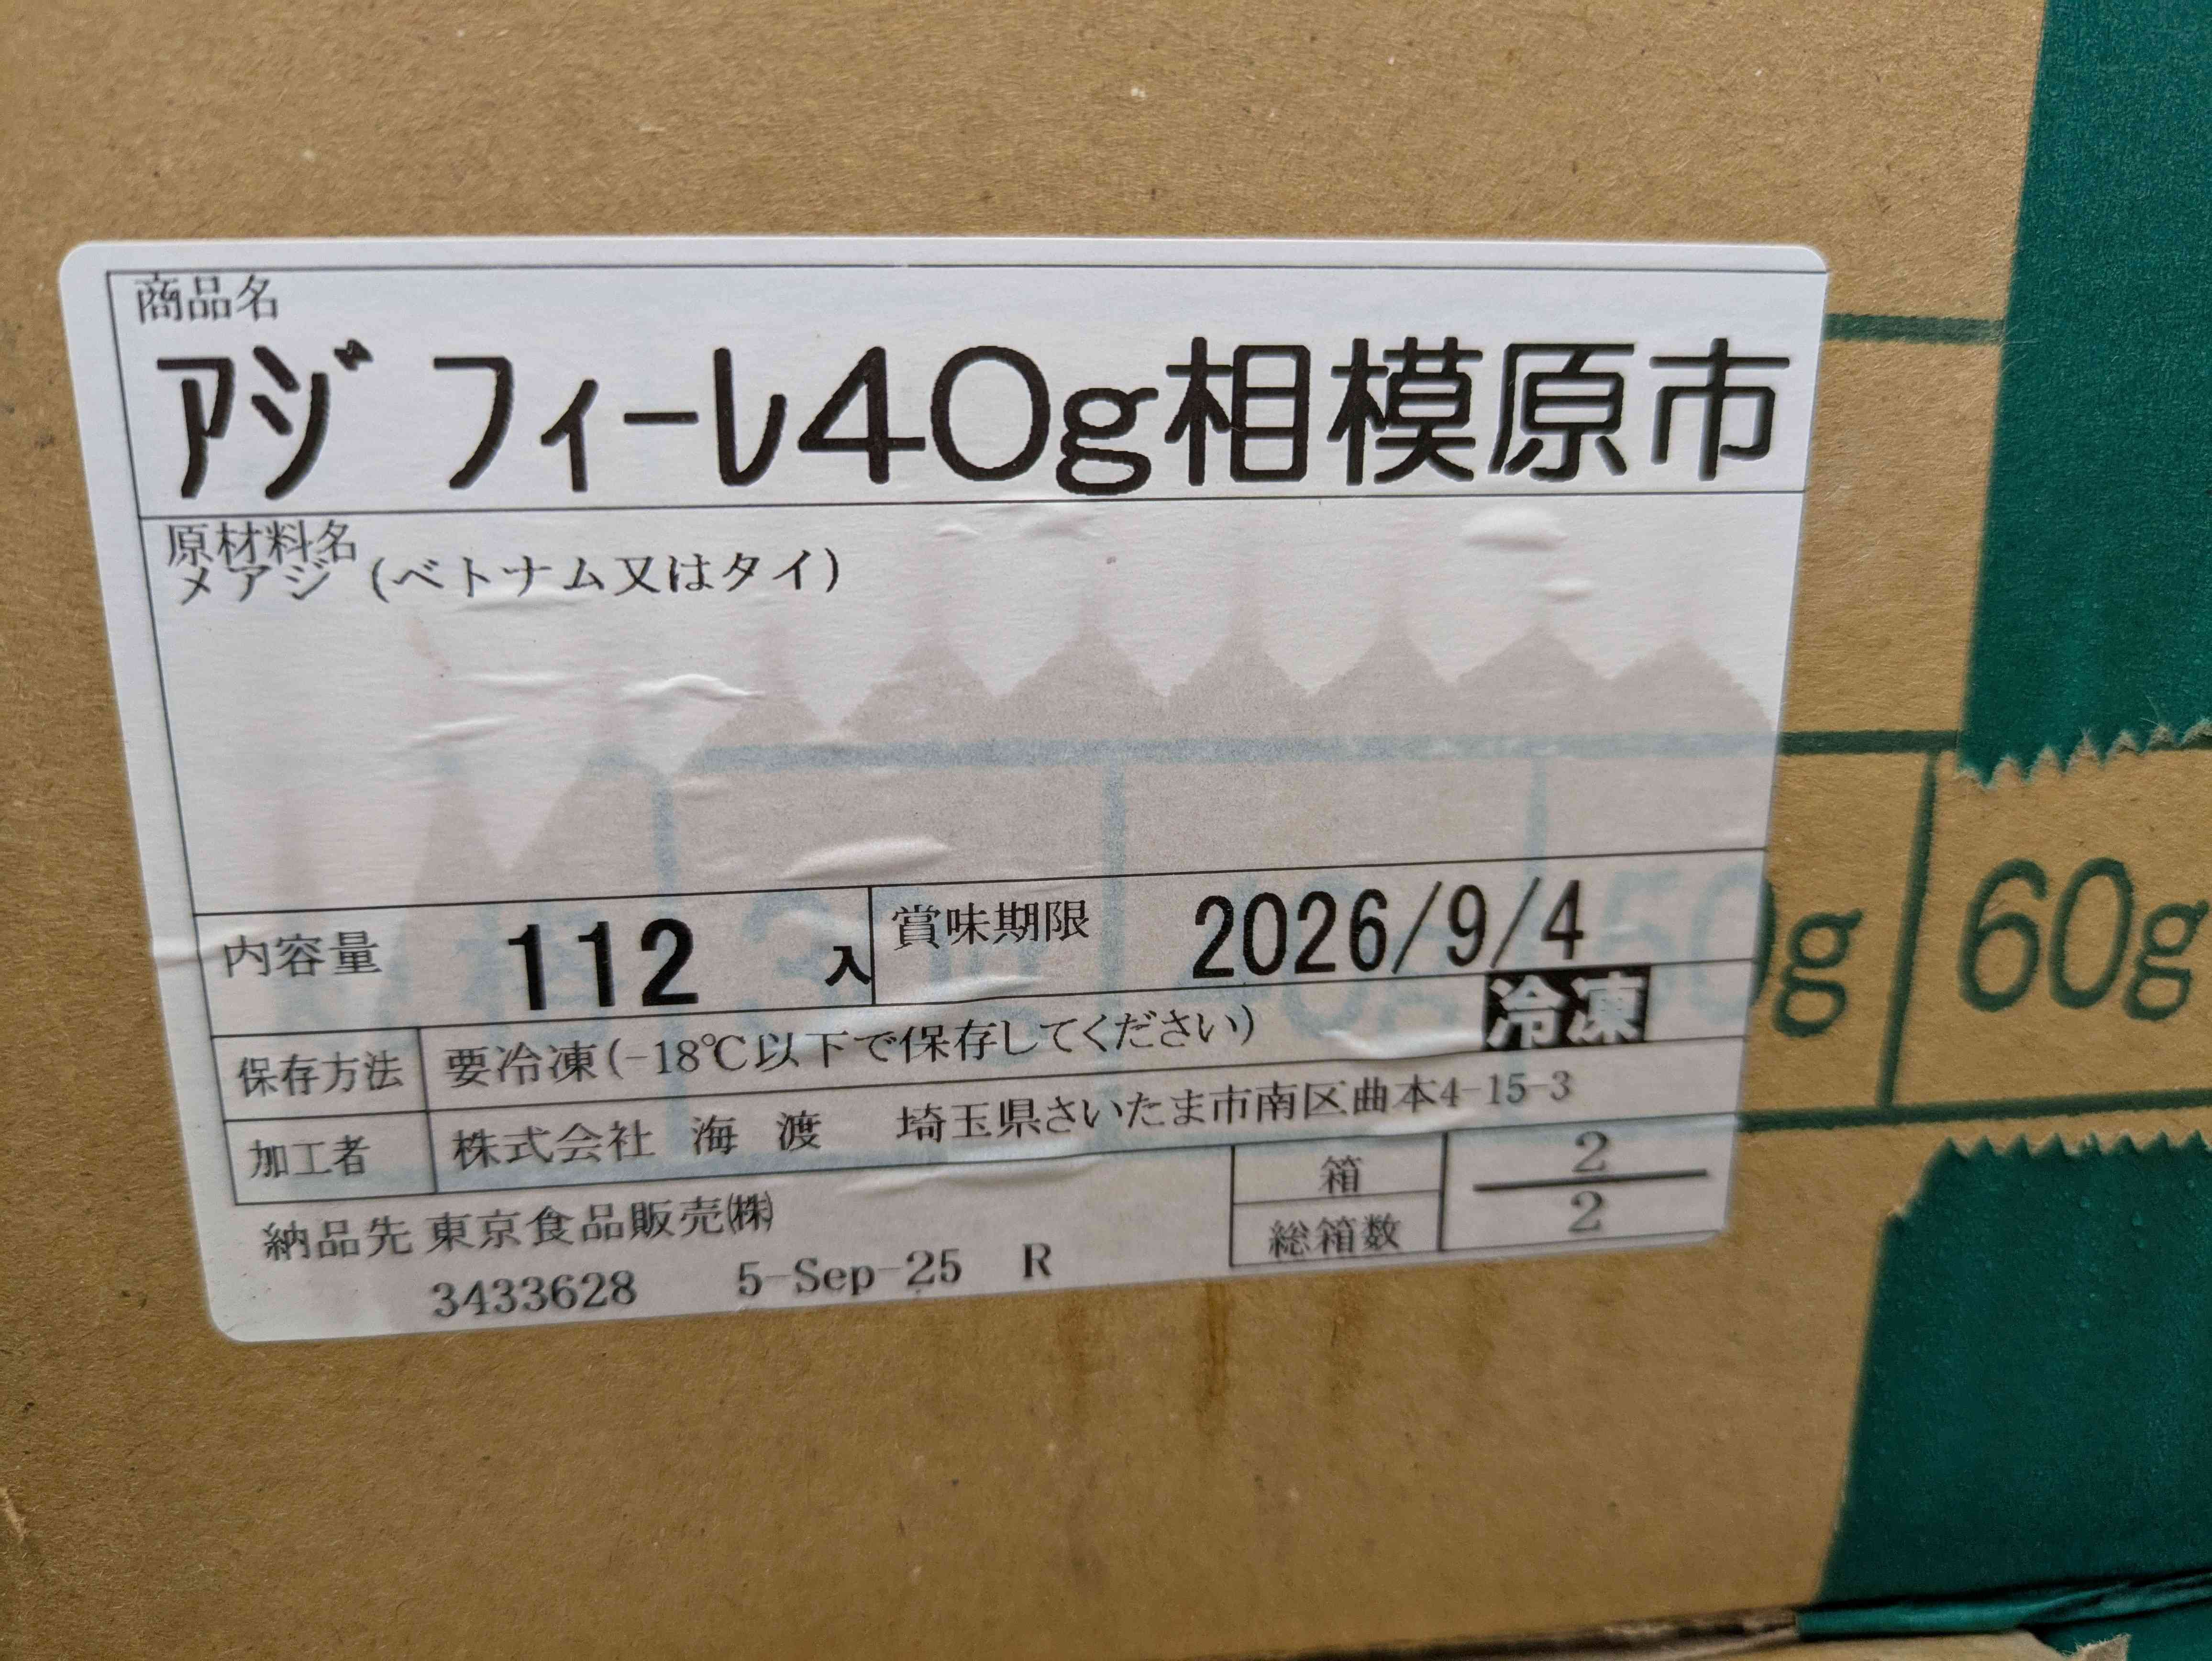 商品名
アジ フィーレ40g相模原市
原材料名
メアジ (ベトナム又はタイ)
内容量 112 入 賞味期限 2026/9/4
保存方法 要冷凍(-18℃以下で保存してください) 冷凍
加工者 株式会社 海 渡 埼玉県さいたま市南区曲本4-15-3
納品先 東京食品販売㈱
箱 2
総箱数 2
3433628 5-Sep-25 R
50g 60g